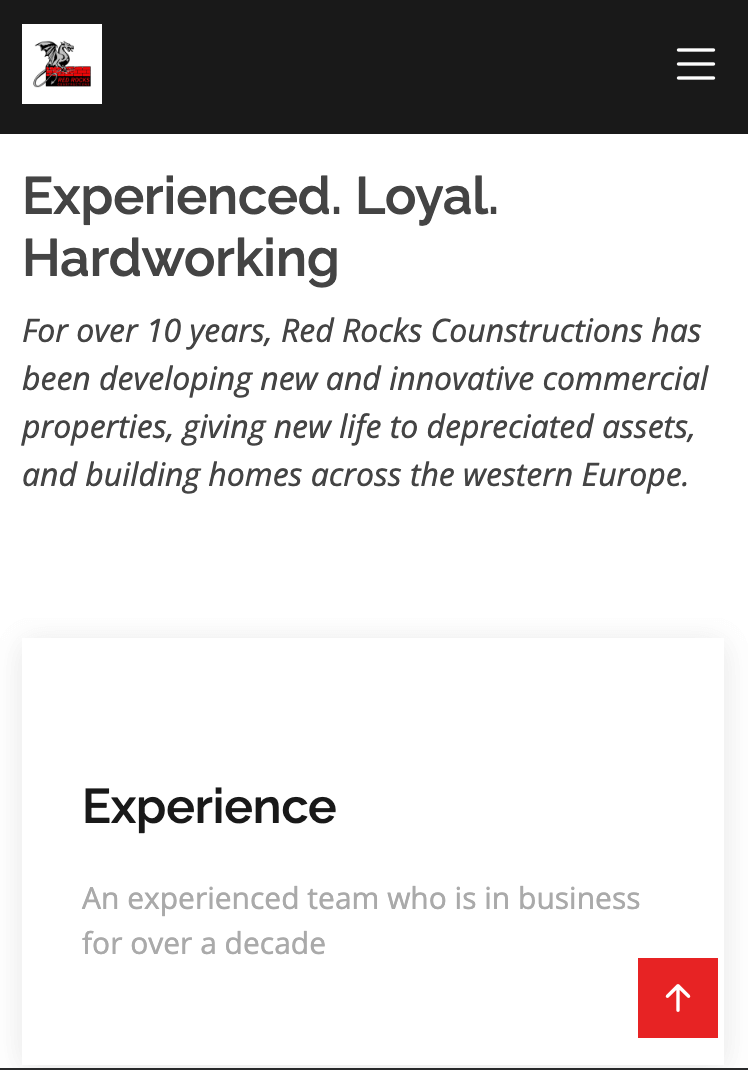 RED ROCKS
Experienced. Loyal.
Hardworking
For over 10 years, Red Rocks Counstructions has
been developing new and innovative commercial
properties, giving new life to depreciated assets,
and building homes across the western Europe.
Experience
An experienced team who is in business
for over a decade